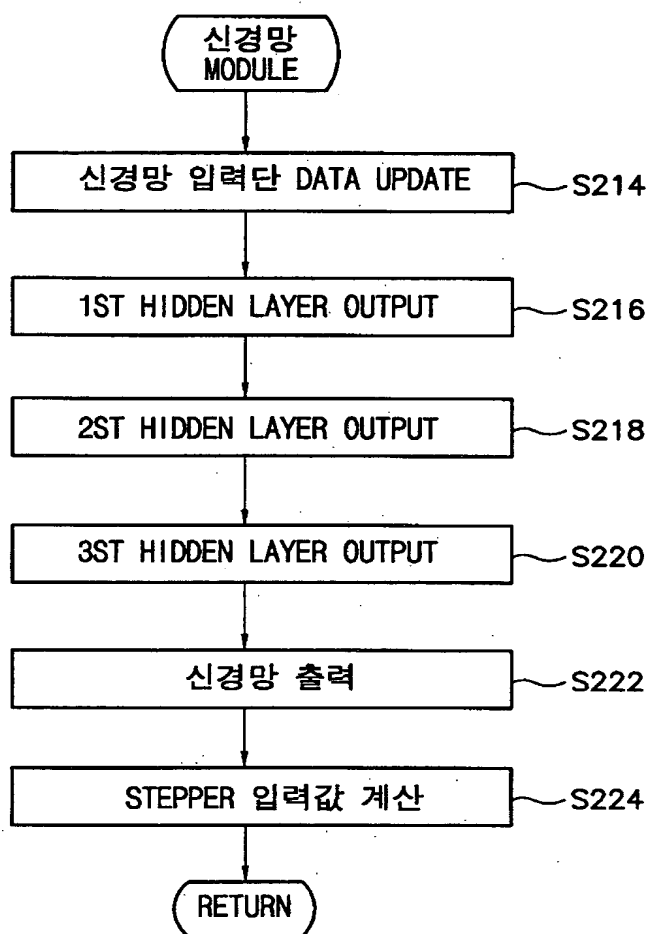 신경망
MODULE
신경망 입력단 DATA UPDATE S214
1ST HIDDEN LAYER OUTPUT S216
2ST HIDDEN LAYER OUTPUT S218
3ST HIDDEN LAYER OUTPUT S220
신경망 출력 S222
STEPPER 입력값 계산 S224
RETURN